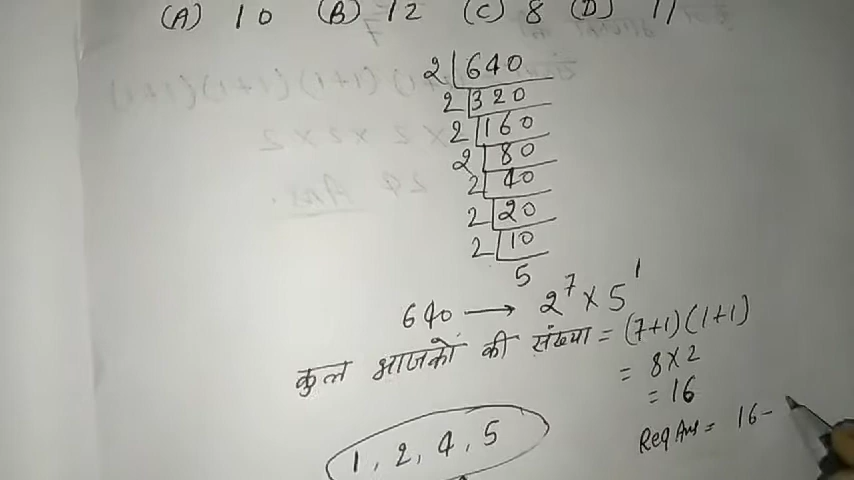 (A) 10 (B) 12 (C) 8 (D) 11
2 | 640
2 | 320
2 | 160
2 | 80
2 | 40
2 | 20
2 | 10
5
640 → 2⁷ × 5¹
कुल भाजकों की संख्या = (7+1)(1+1)
= 8 × 2
= 16
Req Ans = 16 -
1, 2, 4, 5